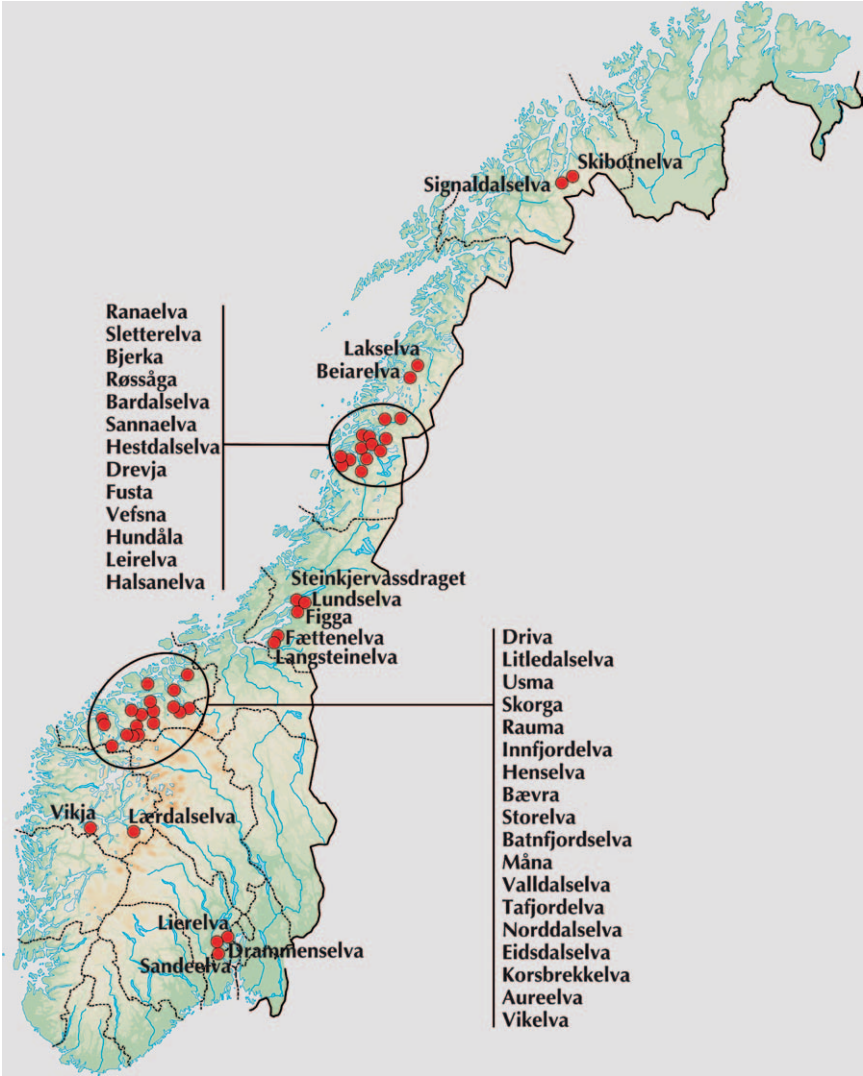 Skibotnelva
Signaldalselva
Ranaelva
Sletterelva
Bjerka
Røssåga
Bardalselva
Sannaelva
Hestdalselva
Drevja
Fusta
Vefsna
Hundåla
Leirelva
Halsanelva
Lakselva
Beiarelva
Steinkjervassdraget
Lundselva
Figga
Fættenelva
Langsteinelva
Driva
Litledalselva
Usma
Skorga
Rauma
Innfjordelva
Henselva
Bævra
Storelva
Batnfjordselva
Måna
Valldalselva
Tafjordelva
Norddalselva
Eidsdalselva
Korsbrekkelva
Aureelva
Vikelva
Vikja
Lærdalselva
Lierelva
Drammenselva
Sandeelva